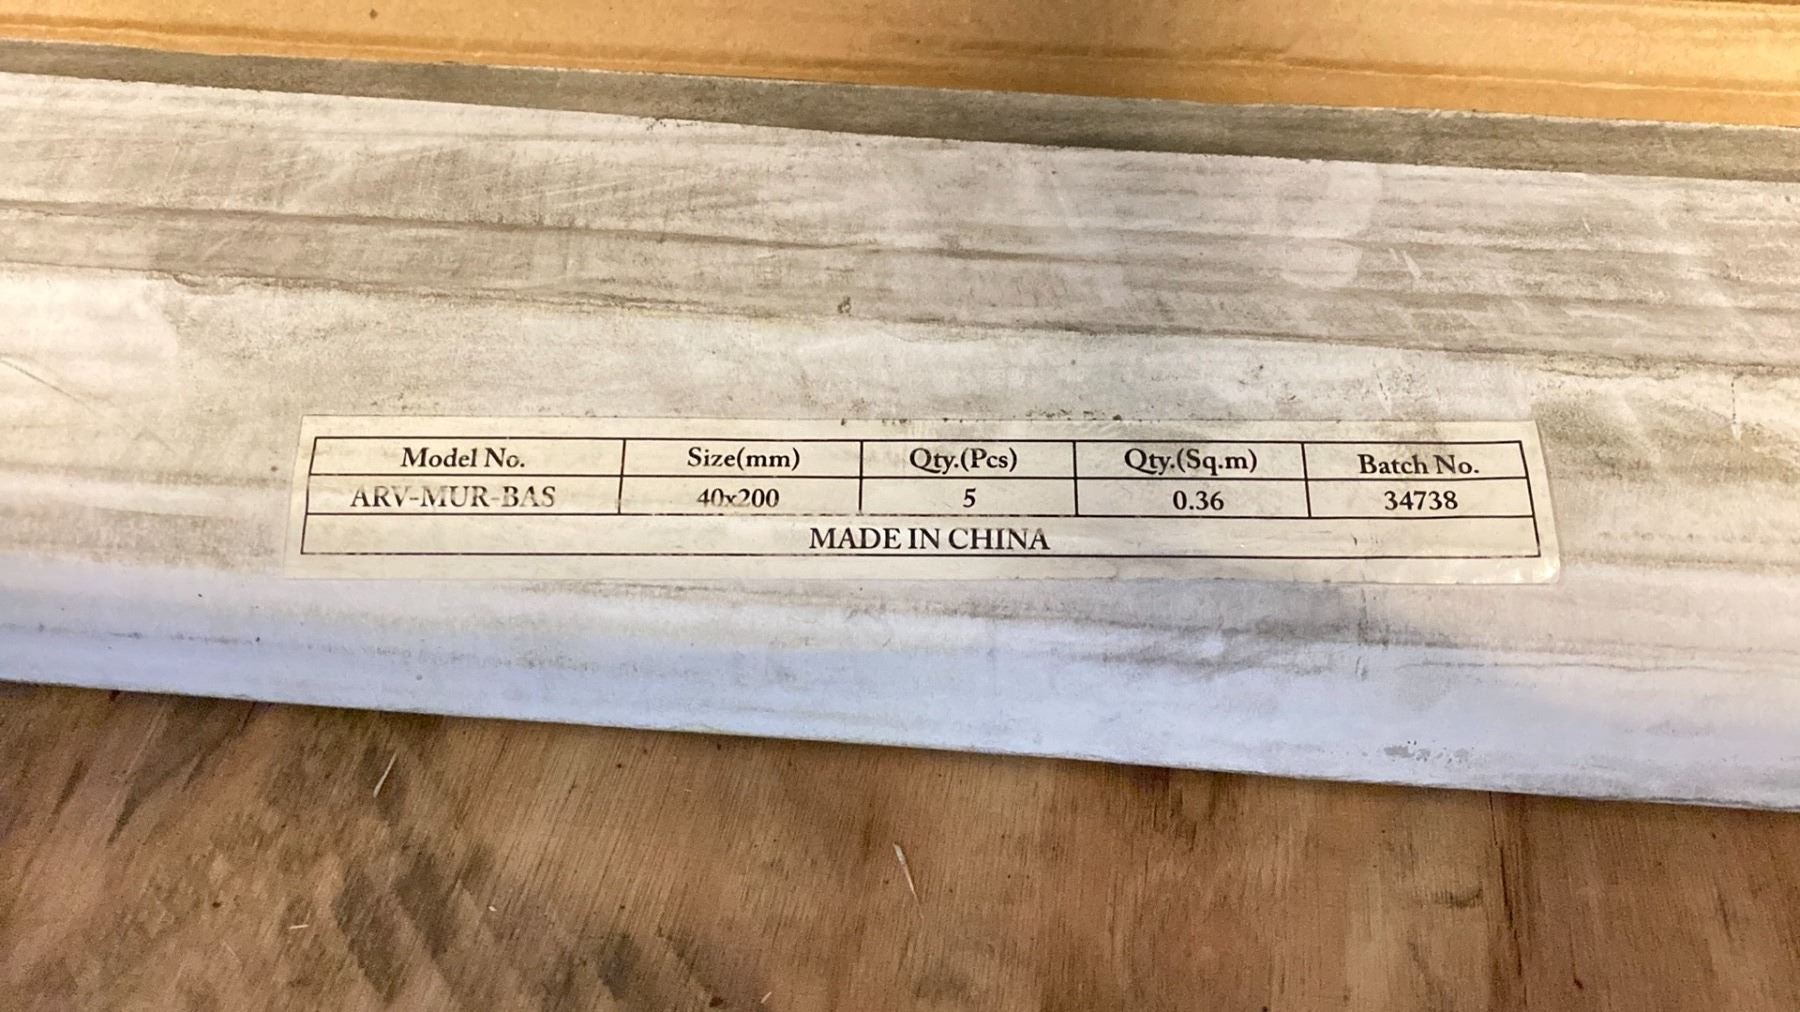 Model No. Size(mm) Qty.(Pcs) Qty.(Sq.m) Batch No.
ARV-MUR-BAS 40x200 5 0.36 34738
MADE IN CHINA